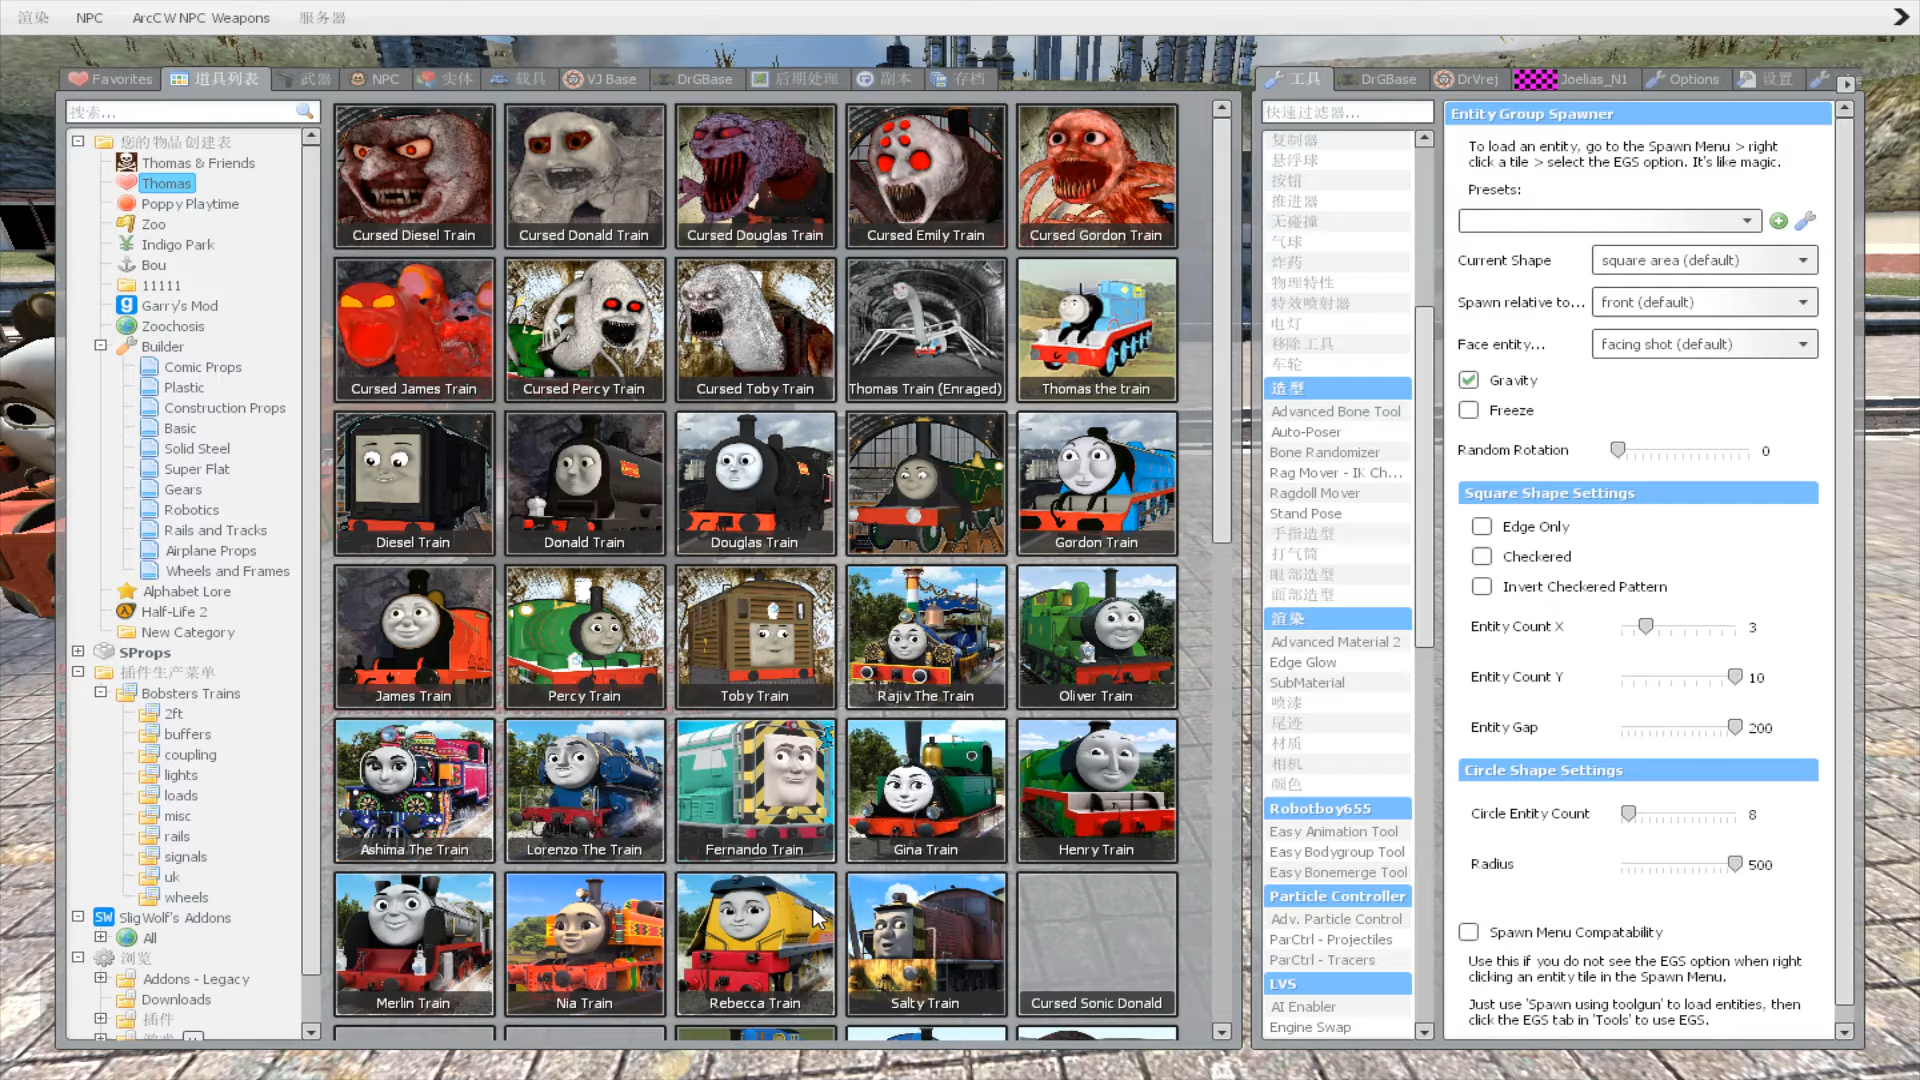 渲染 NPC ArcCW NPC Weapons 服务器
Favorites 道具列表 武器 NPC 实体 载具 VJ Base DrGBase 后期处理 副本 存档
搜索...
您的物品创建表
Thomas & Friends
Thomas
Poppy Playtime
Zoo
Indigo Park
Bou
11111
Garry's Mod
Zoochosis
Builder
Comic Props
Plastic
Construction Props
Basic
Solid Steel
Super Flat
Gears
Robotics
Rails and Tracks
Airplane Props
Wheels and Frames
Alphabet Lore
Half-Life 2
New Category
SProps
插件生产菜单
Bobsters Trains
2ft
buffers
coupling
lights
loads
misc
rails
signals
uk
wheels
SligWolf's Addons
All
浏览
Addons - Legacy
Downloads
插件
Cursed Diesel Train
Cursed Donald Train
Cursed Douglas Train
Cursed Emily Train
Cursed Gordon Train
Cursed James Train
Cursed Percy Train
Cursed Toby Train
Thomas Train (Enraged)
Thomas the train
Diesel Train
Donald Train
Douglas Train
Gordon Train
James Train
Percy Train
Toby Train
Rajiv The Train
Oliver Train
Ashima The Train
Lorenzo The Train
Fernando Train
Gina Train
Henry Train
Merlin Train
Nia Train
Rebecca Train
Salty Train
Cursed Sonic Donald
工具 DrGBase DrVrej Joelias_N1 Options 设置
快速过滤器...
复制器
悬浮球
按钮
推进器
无碰撞
气球
炸药
物理特性
特效喷射器
电灯
移除工具
车轮
造型
Advanced Bone Tool
Auto-Poser
Bone Randomizer
Rag Mover - IK Ch...
Ragdoll Mover
Stand Pose
手指造型
打气筒
眼部造型
面部造型
渲染
Advanced Material 2
Edge Glow
SubMaterial
喷漆
尾迹
材质
相机
颜色
Robotboy655
Easy Animation Tool
Easy Bodygroup Tool
Easy Bonemerge Tool
Particle Controller
Adv. Particle Control
ParCtrl - Projectiles
ParCtrl - Tracers
LVS
AI Enabler
Engine Swap
Entity Group Spawner
To load an entity, go to the Spawn Menu > right
click a tile > select the EGS option. It's like magic.
Presets:
Current Shape square area (default)
Spawn relative to... front (default)
Face entity... facing shot (default)
Gravity
Freeze
Random Rotation 0
Square Shape Settings
Edge Only
Checkered
Invert Checkered Pattern
Entity Count X 3
Entity Count Y 10
Entity Gap 200
Circle Shape Settings
Circle Entity Count 8
Radius 500
Spawn Menu Compatability
Use this if you do not see the EGS option when right
clicking an entity tile in the Spawn Menu.
Just use 'Spawn using toolgun' to load entities, then
click the EGS tab in 'Tools' to use EGS.